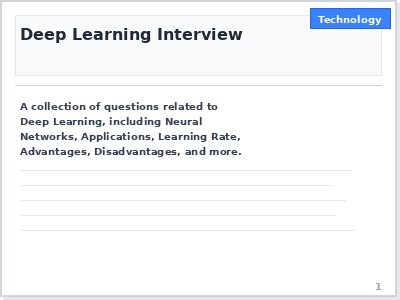 Technology
Deep Learning Interview
A collection of questions related to
Deep Learning, including Neural
Networks, Applications, Learning Rate,
Advantages, Disadvantages, and more.
1